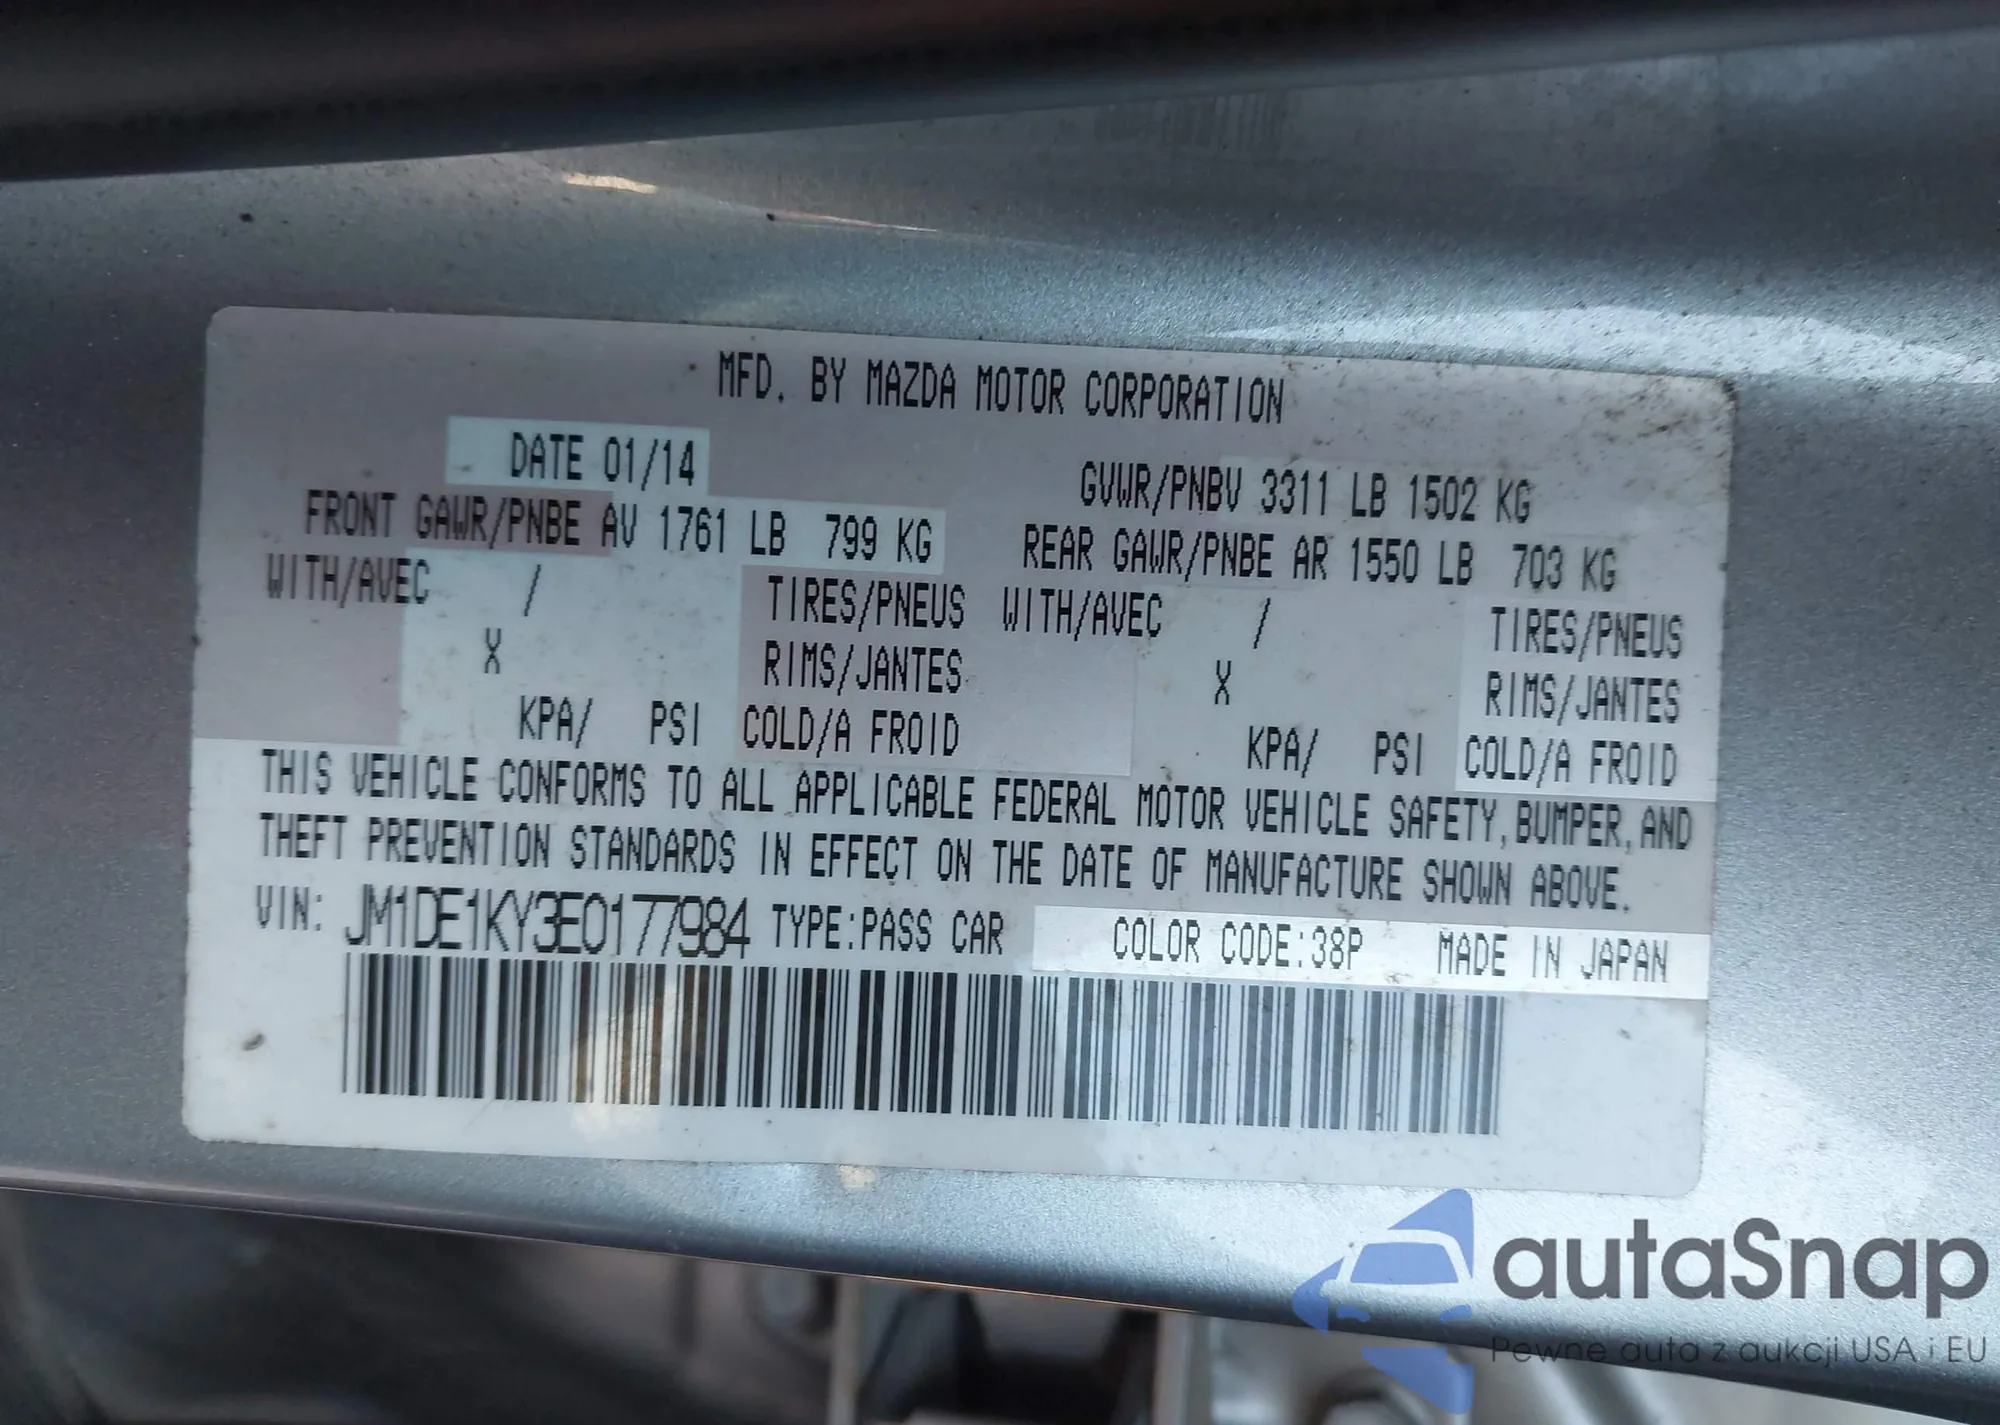 MFD. BY MAZDA MOTOR CORPORATION
DATE 01/14
GVWR/PNBV 3311 LB 1502 KG
FRONT GAWR/PNBE AV 1761 LB 799 KG
REAR GAWR/PNBE AR 1550 LB 703 KG
WITH/AVEC / TIRES/PNEUS WITH/AVEC / TIRES/PNEUS
X RIMS/JANTES X RIMS/JANTES
KPA/ PSI COLD/A FROID KPA/ PSI COLD/A FROID
THIS VEHICLE CONFORMS TO ALL APPLICABLE FEDERAL MOTOR VEHICLE SAFETY,BUMPER,AND
THEFT PREVENTION STANDARDS IN EFFECT ON THE DATE OF MANUFACTURE SHOWN ABOVE.
VIN: JM1DE1KY3E0177984 TYPE:PASS CAR COLOR CODE:38P MADE IN JAPAN
autaSnap
Pewne auta z aukcji USA i EU